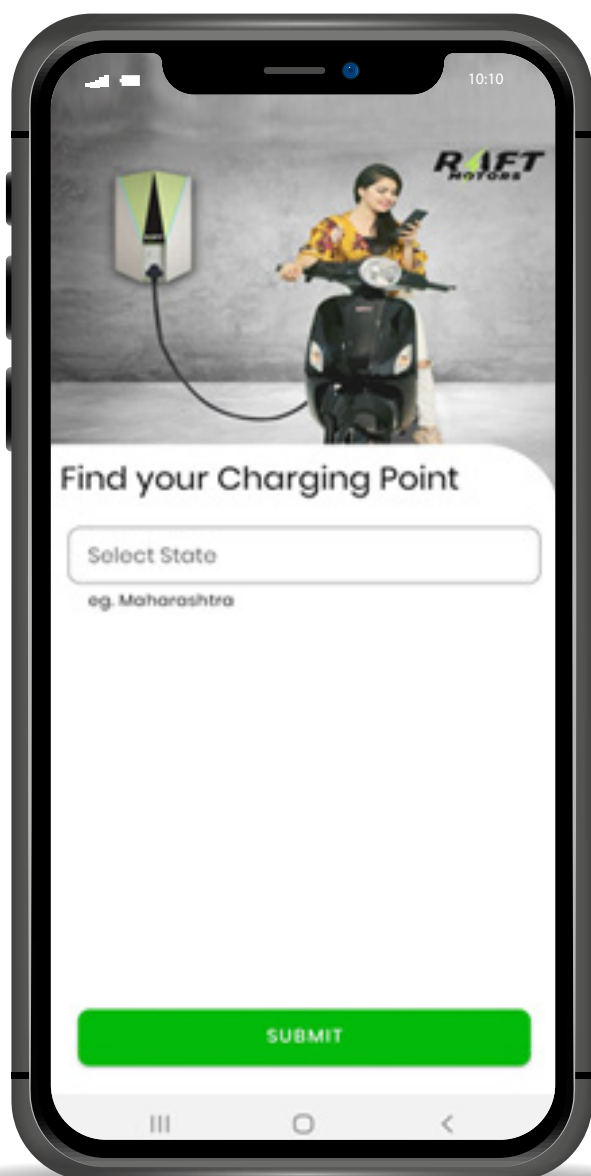 10:10
RAFT
MOTORS
Find your Charging Point
Select State
eg. Maharashtra
SUBMIT